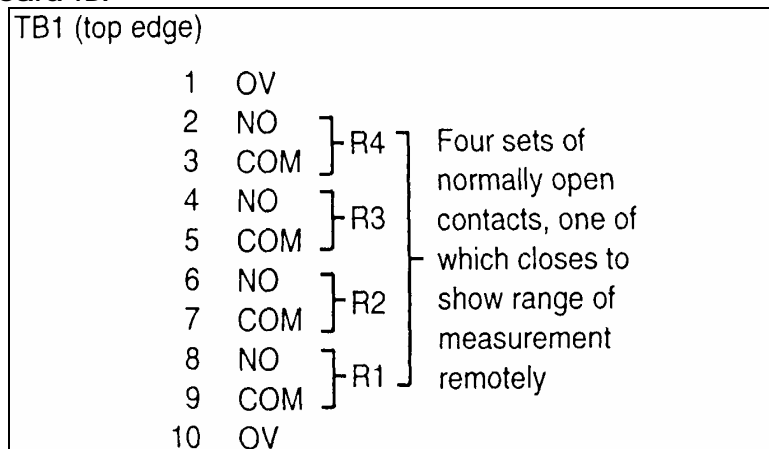 TB1 (top edge)
1 OV
2 NO
3 COM
R4
4 NO
5 COM
R3
6 NO
7 COM
R2
8 NO
9 COM
R1
10 OV
Four sets of
normally open
contacts, one of
which closes to
show range of
measurement
remotely